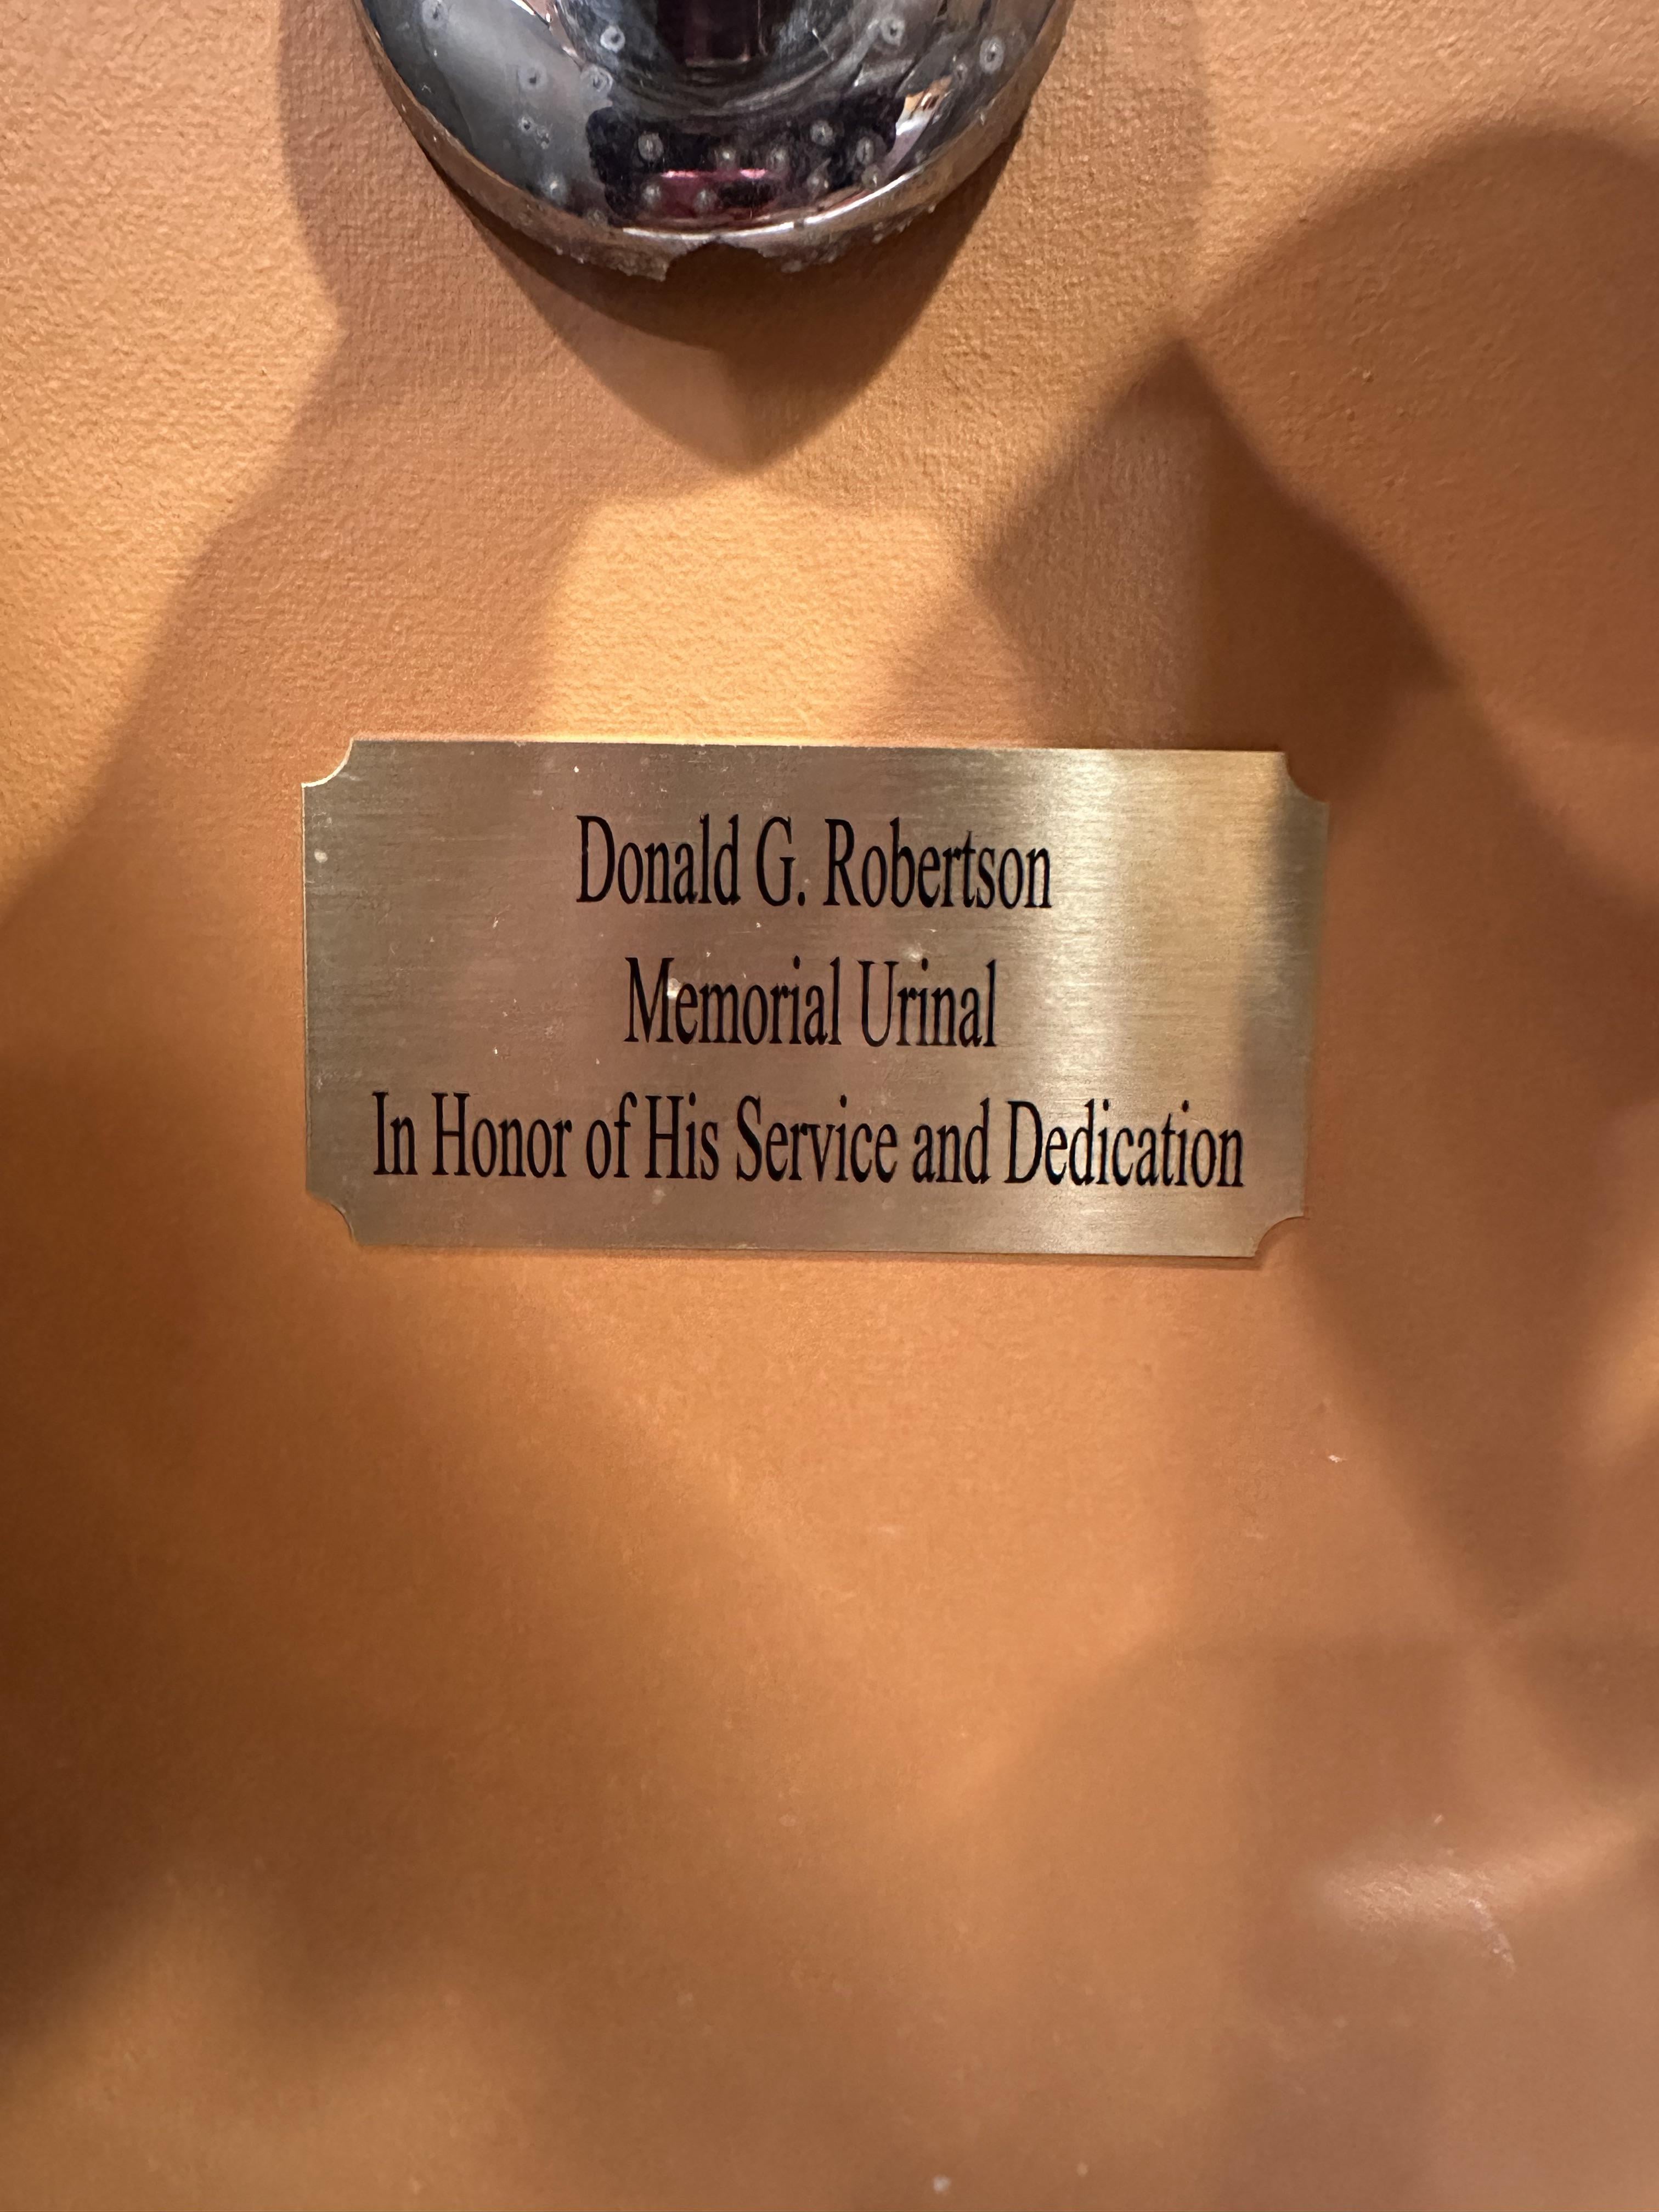 Donald G. Robertson
Memorial Urinal
In Honor of His Service and Dedication